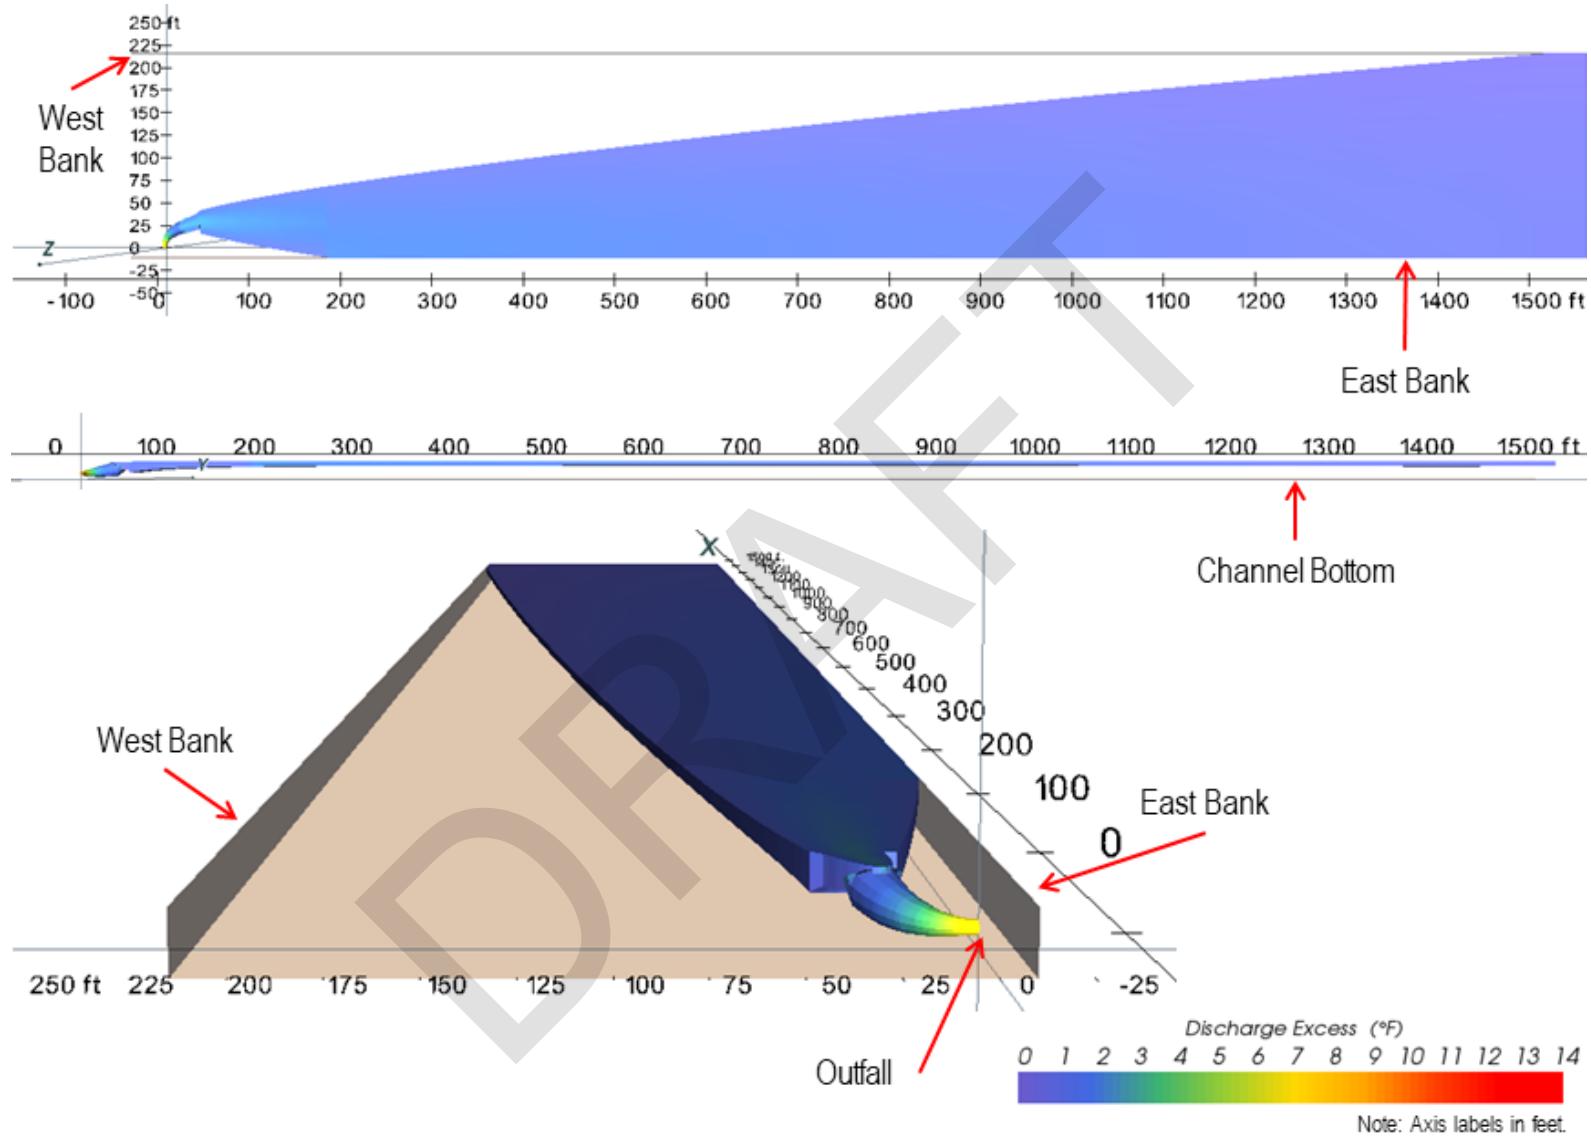 250 ft
225
200
175
150
125
100
75
50
25
0
-25
-50
West
Bank
Z
-100 0 100 200 300 400 500 600 700 800 900 1000 1100 1200 1300 1400 1500 ft
East Bank
0 100 200 300 400 500 600 700 800 900 1000 1100 1200 1300 1400 1500 ft
Y
Channel Bottom
X
1200
1100
1000
900
800
700
600
500
400
300
200
100
0
West Bank
East Bank
250 ft 225 200 175 150 125 100 75 50 25 0 -25
Outfall
Discharge Excess (°F)
0 1 2 3 4 5 6 7 8 9 10 11 12 13 14
Note: Axis labels in feet.
DRAFT